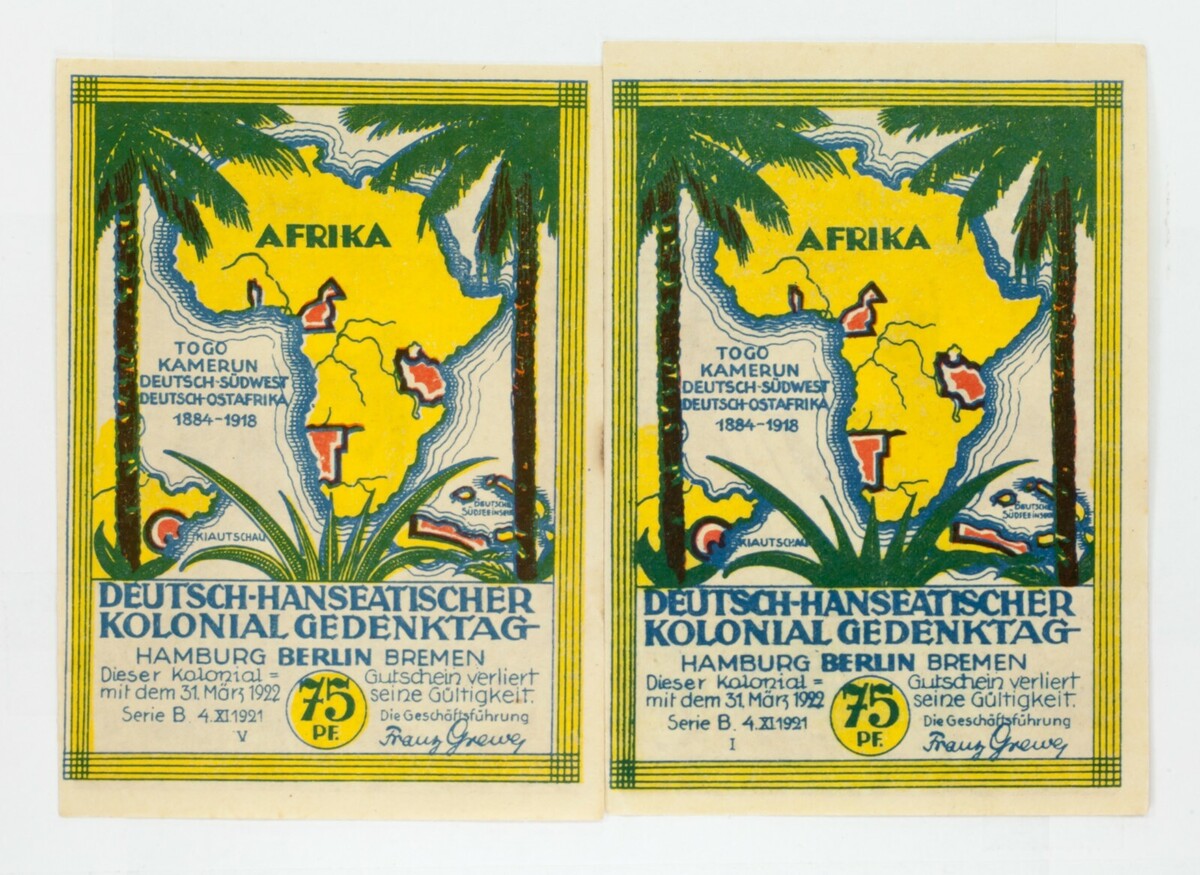 AFRIKA
TOGO
KAMERUN
DEUTSCH-SÜDWEST
DEUTSCH-OSTAFRIKA
1884-1918
DEUTSCHE
SÜDSEEINSELN
KIAUTSCHAU
DEUTSCH-HANSEATISCHER
KOLONIAL GEDENKTAG
HAMBURG BERLIN BREMEN
Dieser Kolonial = Gutschein verliert
mit dem 31. März 1922 seine Gültigkeit.
Serie B. 4.XI 1921
V
75
PF.
Die Geschäftsführung
Franz Grewe
AFRIKA
TOGO
KAMERUN
DEUTSCH-SÜDWEST
DEUTSCH-OSTAFRIKA
1884-1918
DEUTSCHE
SÜDSEEINSELN
KIAUTSCHAU
DEUTSCH-HANSEATISCHER
KOLONIAL GEDENKTAG
HAMBURG BERLIN BREMEN
Dieser Kolonial = Gutschein verliert
mit dem 31. März 1922 seine Gültigkeit.
Serie B. 4.XI 1921
I
75
PF.
Die Geschäftsführung
Franz Grewe